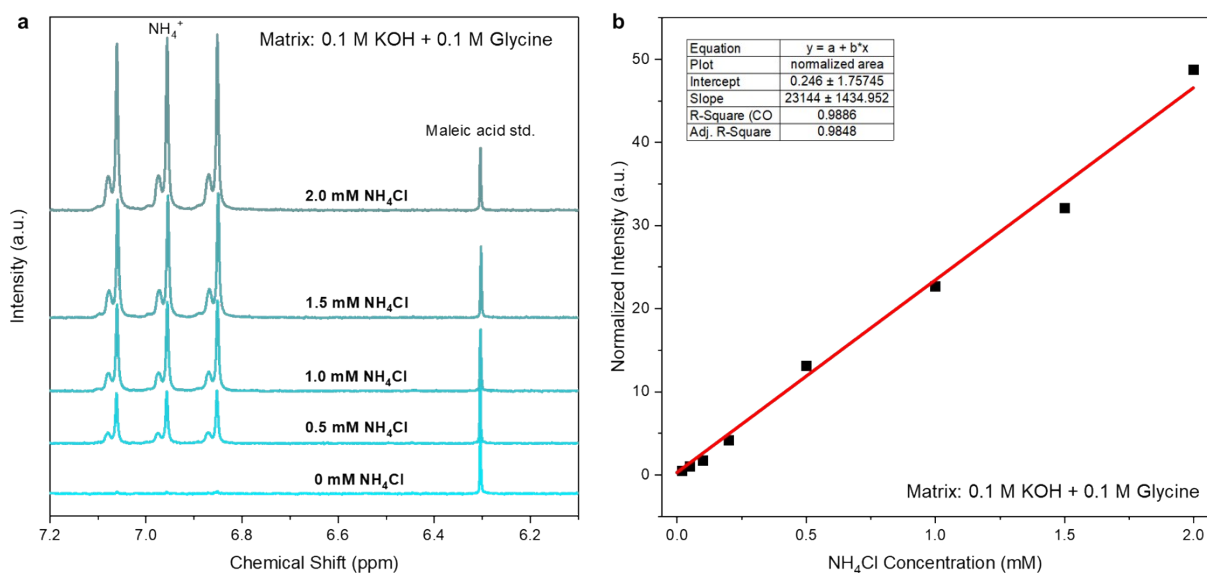 a
NH₄⁺
Matrix: 0.1 M KOH + 0.1 M Glycine
Maleic acid std.
2.0 mM NH₄Cl
1.5 mM NH₄Cl
1.0 mM NH₄Cl
0.5 mM NH₄Cl
0 mM NH₄Cl
Intensity (a.u.)
7.2 7.0 6.8 6.6 6.4 6.2
Chemical Shift (ppm)
b
Equation y = a + b*x
Plot normalized area
Intercept 0.246 ± 1.75745
Slope 23144 ± 1434.952
R-Square (CO 0.9886
Adj. R-Square 0.9848
50
40
30
20
10
0
Normalized Intensity (a.u.)
Matrix: 0.1 M KOH + 0.1 M Glycine
0.0 0.5 1.0 1.5 2.0
NH₄Cl Concentration (mM)